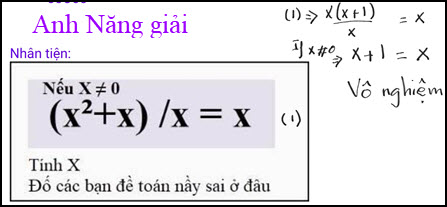 Anh Năng giải
Nhân tiện:
Nếu X ≠ 0
(x²+x) /x = x (1)
Tính X
Đố các bạn đề toán nầy sai ở đâu
(1) => x(x+1)/x = x
If x≠0 => x+1 = x
Vô nghiệm